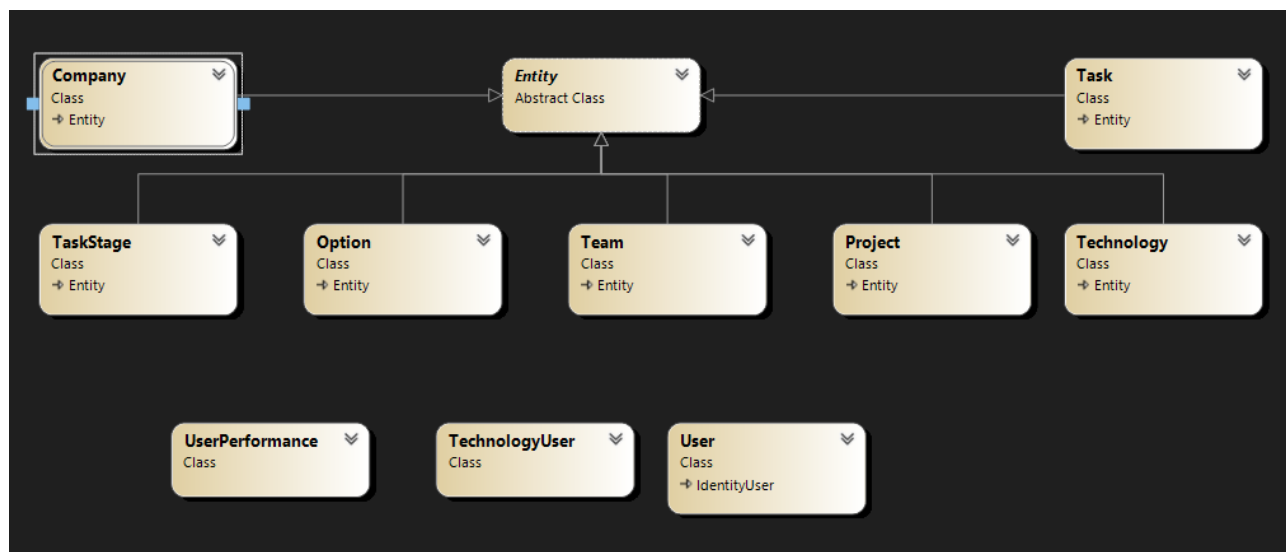 Company
Class
Entity
Entity
Abstract Class
Task
Class
Entity
TaskStage
Class
Entity
Option
Class
Entity
Team
Class
Entity
Project
Class
Entity
Technology
Class
Entity
UserPerformance
Class
TechnologyUser
Class
User
Class
IdentityUser